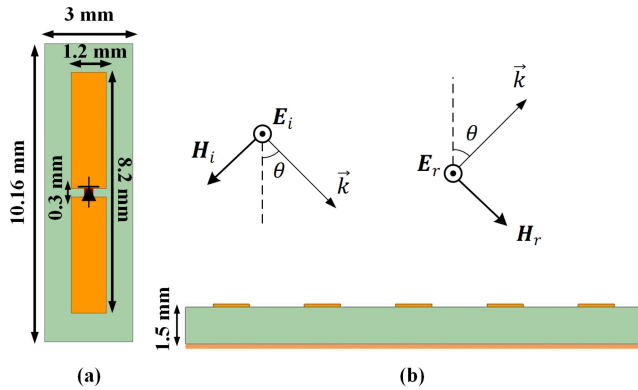 3 mm
1.2 mm
10.16 mm
0.3 mm
8.2 mm
(a)
E_i
H_i
θ
k⃗
θ
k⃗
E_r
H_r
1.5 mm
(b)